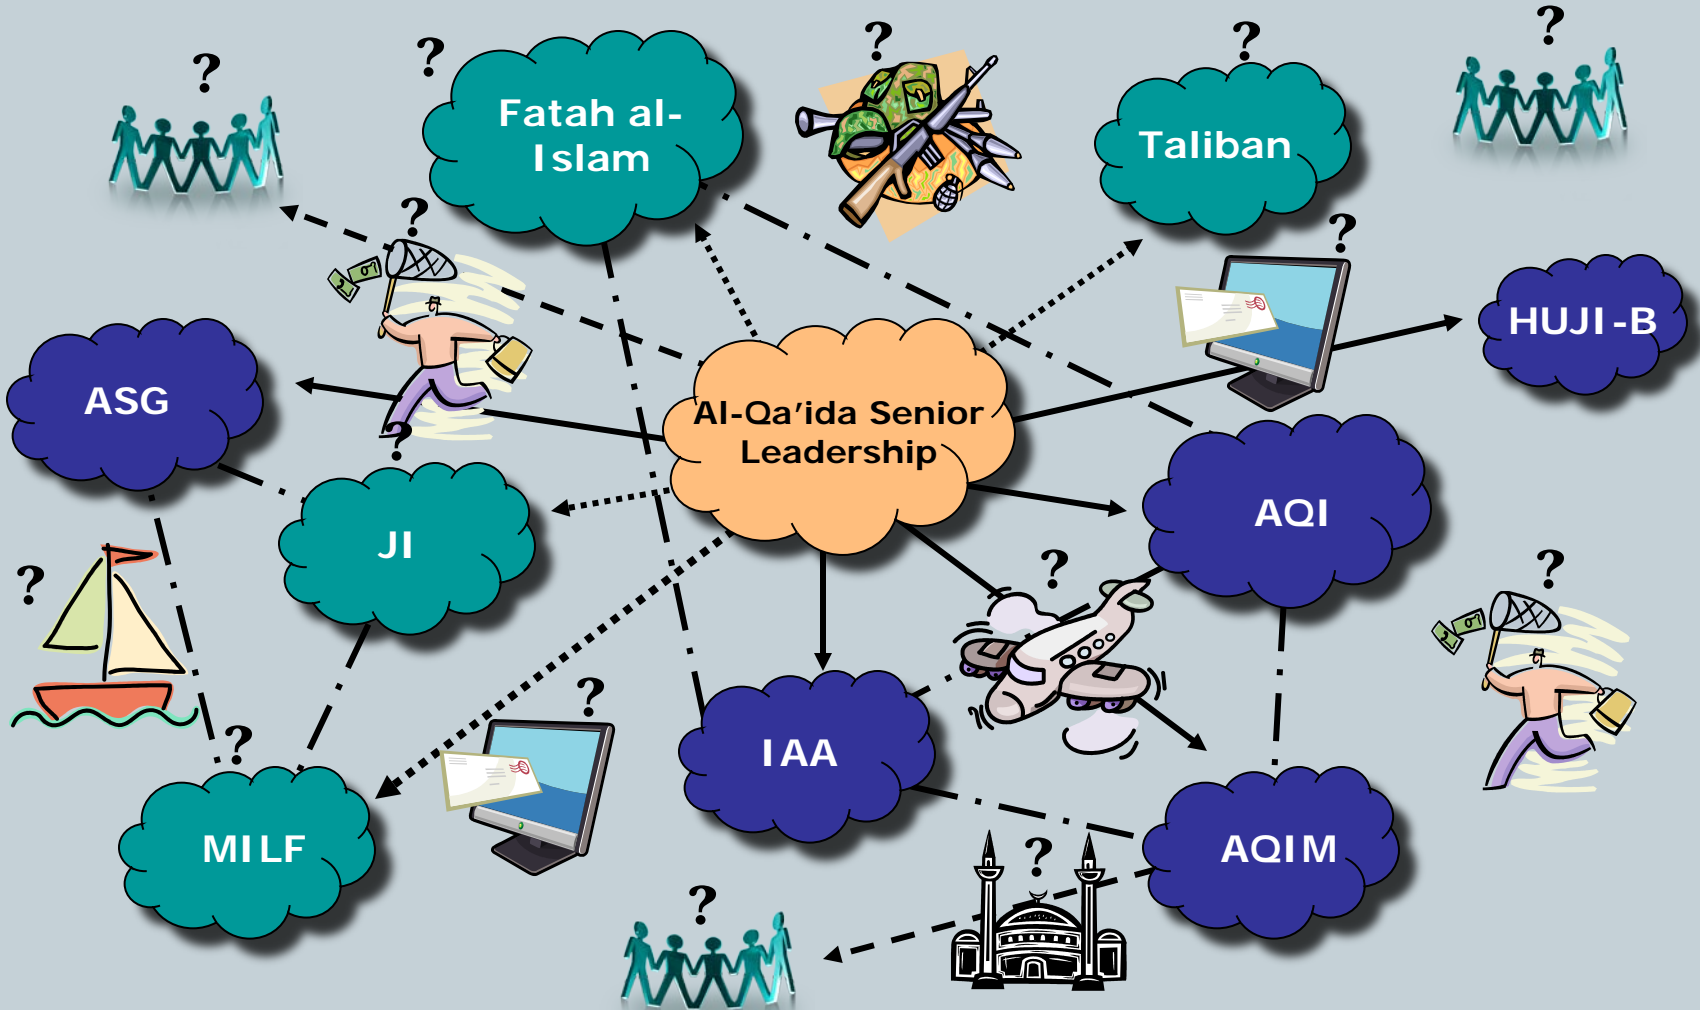 ?
?
?
?
?
Fatah al-
Islam
Taliban
?
?
HUJI-B
ASG
Al-Qa'ida Senior
Leadership
?
JI
AQI
?
?
?
?
?
IAA
MILF
AQIM
?
?